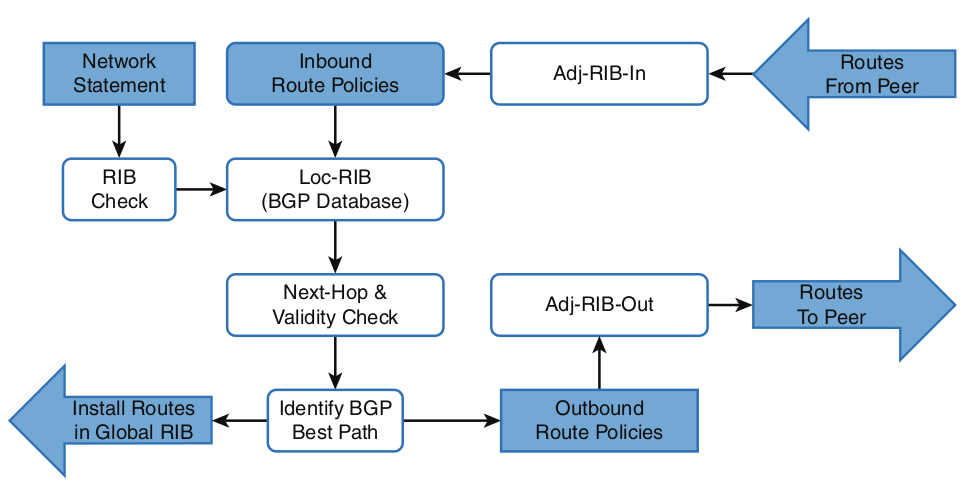 Network
Statement
Inbound
Route Policies
Adj-RIB-In
Routes
From Peer
RIB
Check
Loc-RIB
(BGP Database)
Next-Hop &
Validity Check
Adj-RIB-Out
Routes
To Peer
Install Routes
in Global RIB
Identify BGP
Best Path
Outbound
Route Policies